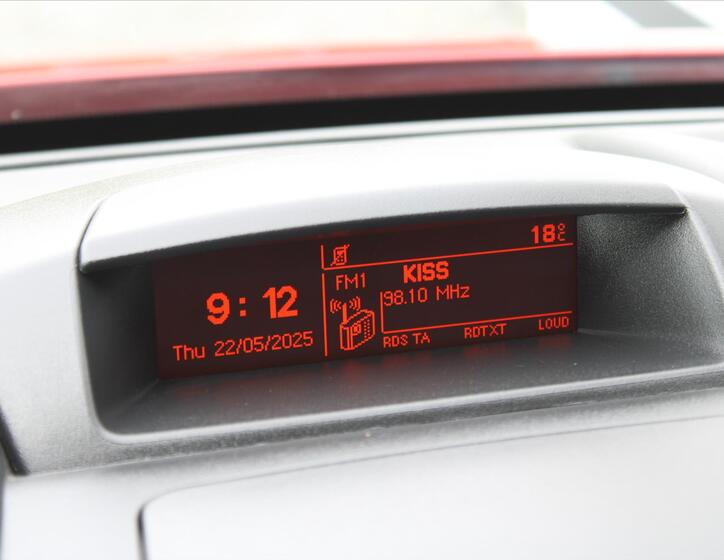 18°C
FM1 KISS
98.10 MHz
9:12
Thu 22/05/2025
RDS TA RDTXT LOUD